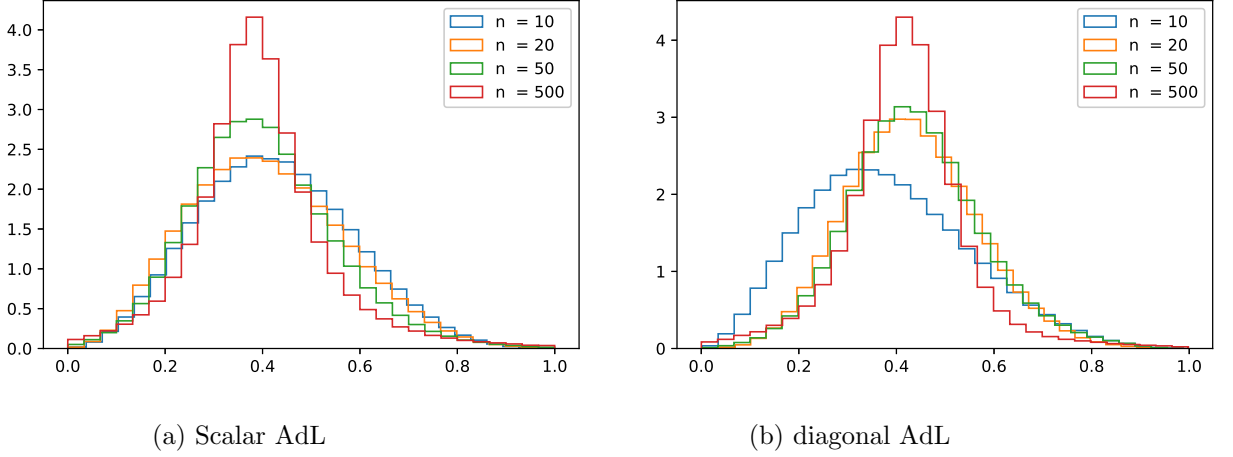 4.0
3.5
3.0
2.5
2.0
1.5
1.0
0.5
0.0
0.0 0.2 0.4 0.6 0.8 1.0
n = 10
n = 20
n = 50
n = 500
(a) Scalar AdL
4
3
2
1
0
0.0 0.2 0.4 0.6 0.8 1.0
n = 10
n = 20
n = 50
n = 500
(b) diagonal AdL